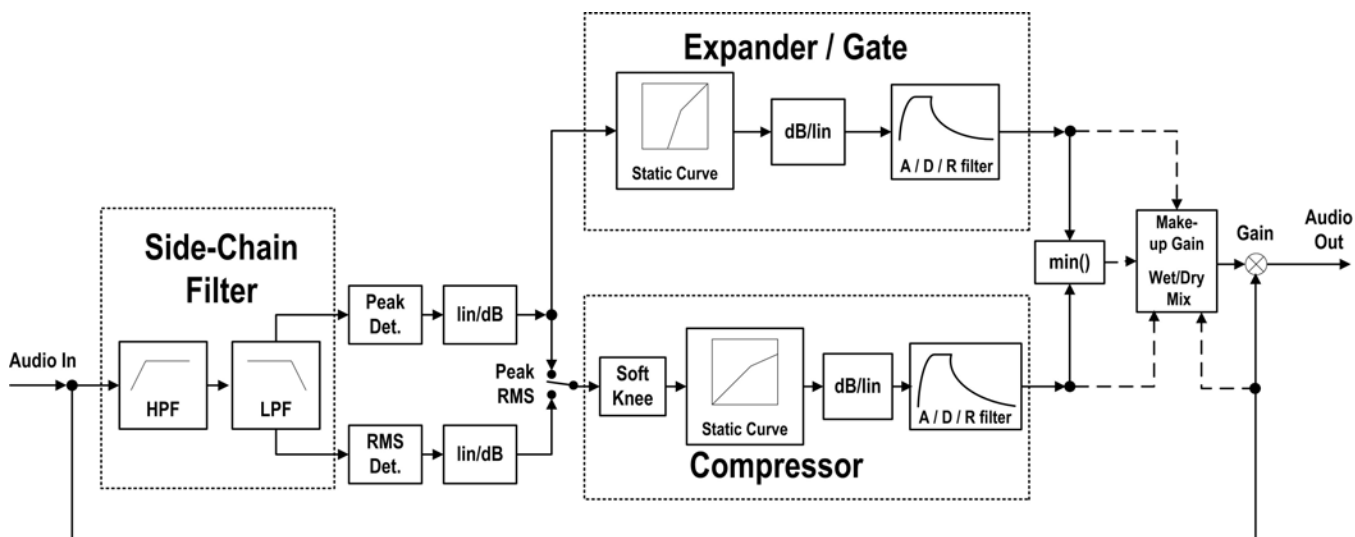 Expander / Gate
Static Curve
dB/lin
A / D / R filter
Side-Chain
Filter
Audio In
HPF
LPF
Peak
Det.
lin/dB
RMS
Det.
lin/dB
Peak
RMS
Soft
Knee
Static Curve
dB/lin
A / D / R filter
Compressor
min()
Make-
up Gain
Wet/Dry
Mix
Gain
Audio
Out